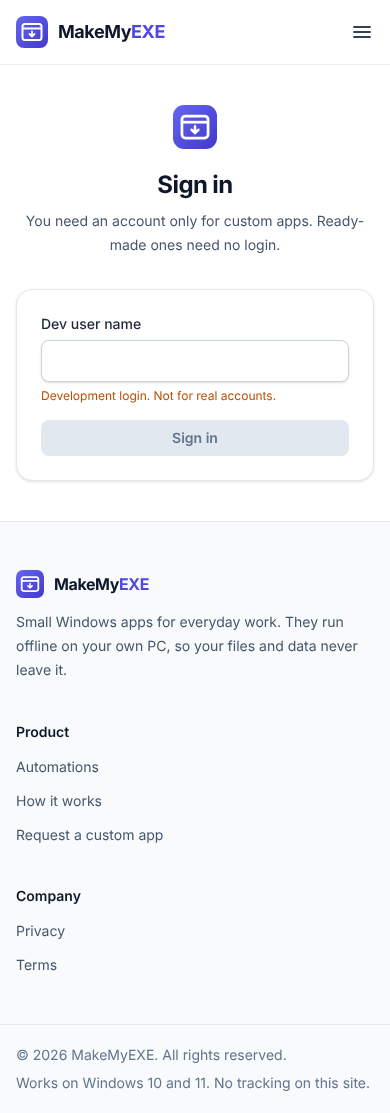 MakeMyEXE
Sign in
You need an account only for custom apps. Ready-
made ones need no login.
Dev user name
Development login. Not for real accounts.
Sign in
MakeMyEXE
Small Windows apps for everyday work. They run
offline on your own PC, so your files and data never
leave it.
Product
Automations
How it works
Request a custom app
Company
Privacy
Terms
© 2026 MakeMyEXE. All rights reserved.
Works on Windows 10 and 11. No tracking on this site.